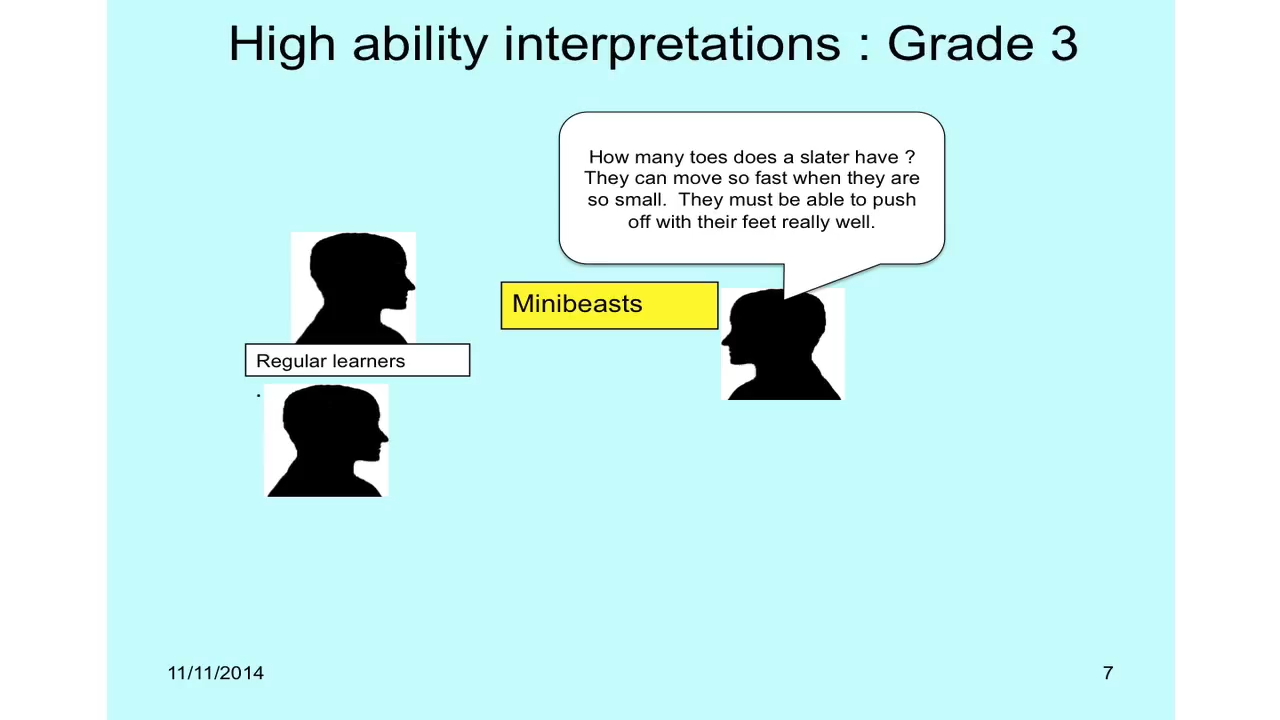 High ability interpretations : Grade 3
How many toes does a slater have ?
They can move so fast when they are
so small.  They must be able to push
off with their feet really well.
Minibeasts
Regular learners
.
11/11/2014
7